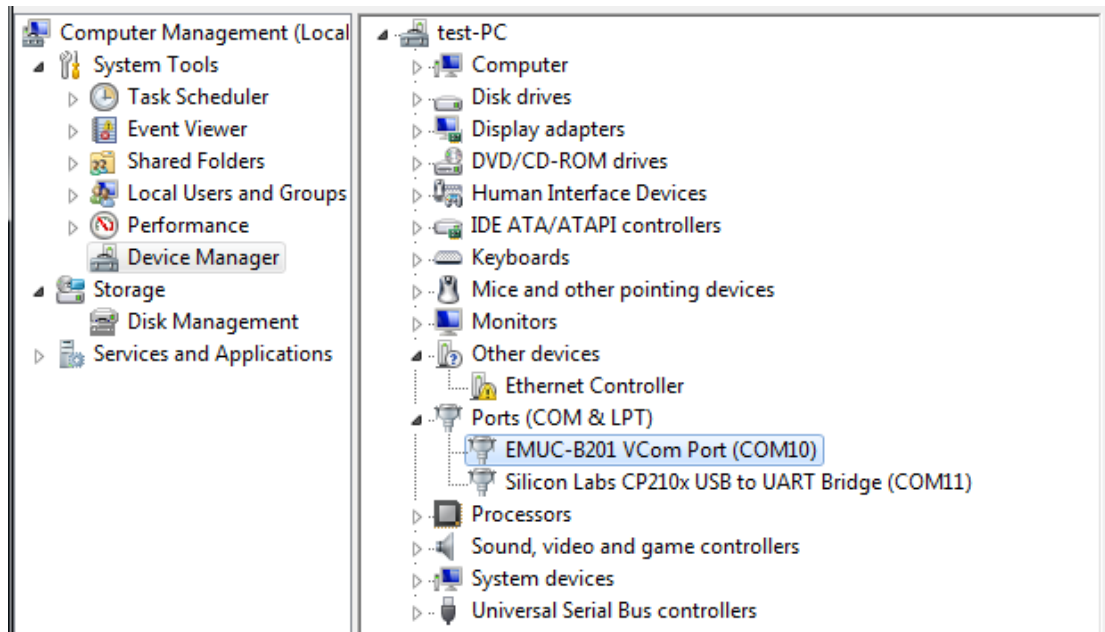 Computer Management (Local
System Tools
Task Scheduler
Event Viewer
Shared Folders
Local Users and Groups
Performance
Device Manager
Storage
Disk Management
Services and Applications
test-PC
Computer
Disk drives
Display adapters
DVD/CD-ROM drives
Human Interface Devices
IDE ATA/ATAPI controllers
Keyboards
Mice and other pointing devices
Monitors
Other devices
Ethernet Controller
Ports (COM & LPT)
EMUC-B201 VCom Port (COM10)
Silicon Labs CP210x USB to UART Bridge (COM11)
Processors
Sound, video and game controllers
System devices
Universal Serial Bus controllers